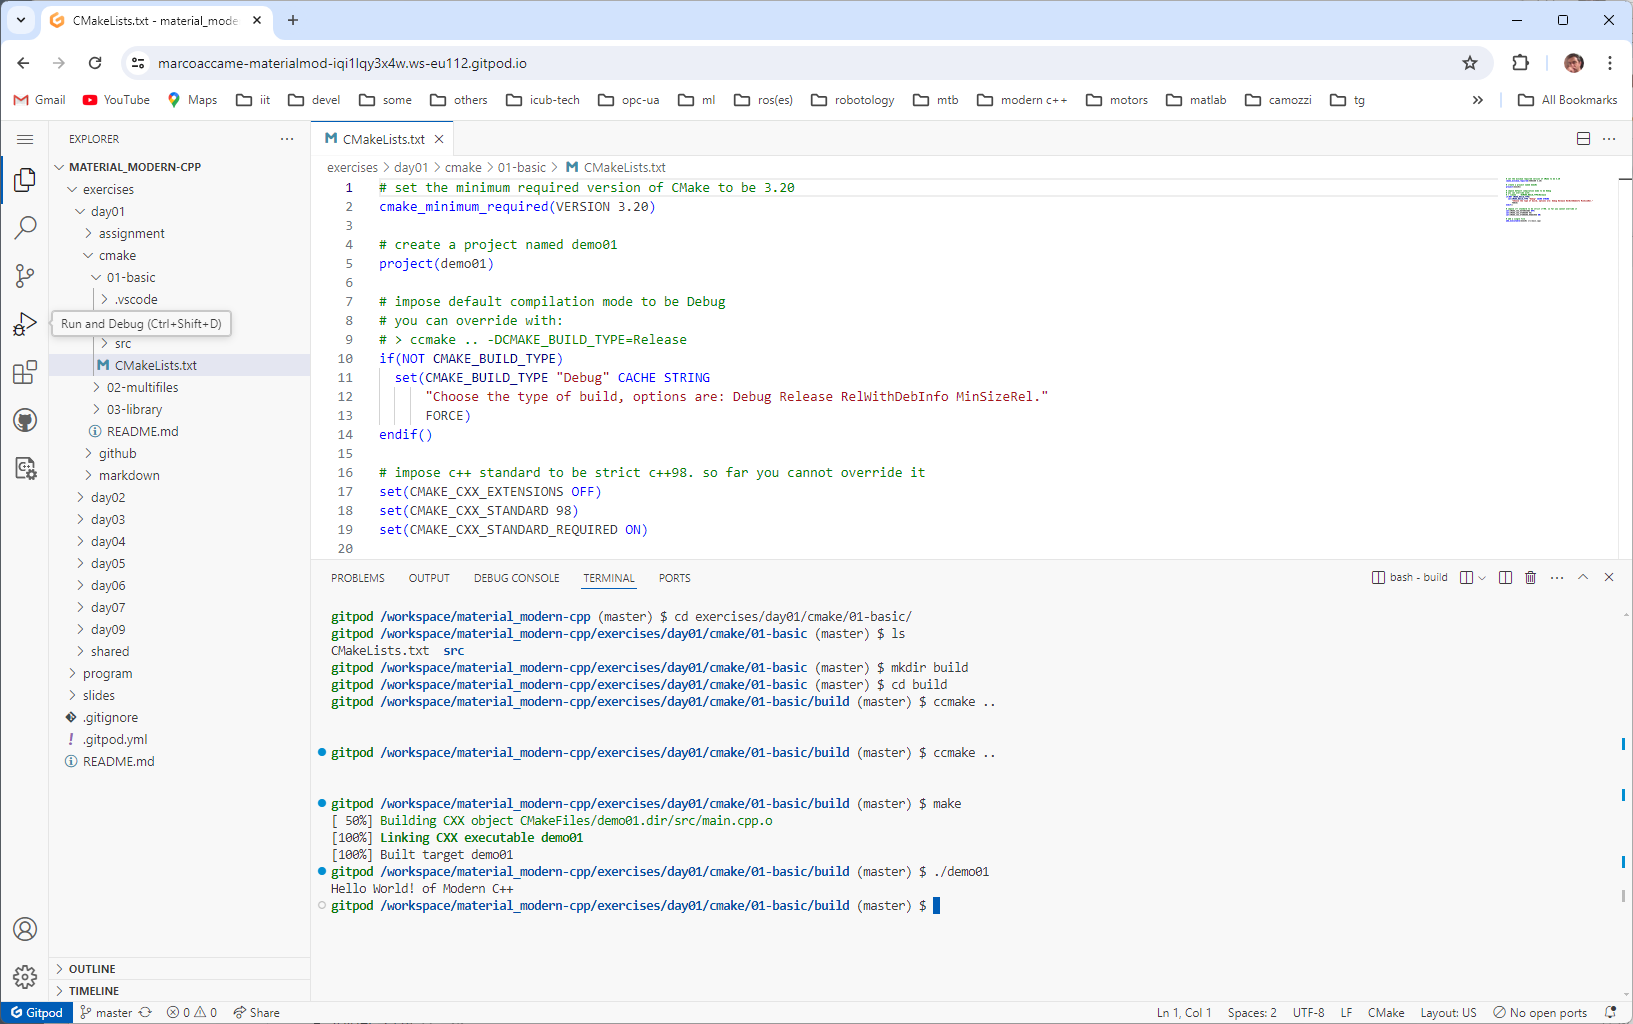 CMakeLists.txt - material_mode
marcoaccame-materialmod-iqi1lqy3x4w.ws-eu112.gitpod.io
Gmail YouTube Maps iit devel some others icub-tech opc-ua ml ros(es) robotology mtb modern c++ motors matlab camozzi tg All Bookmarks
EXPLORER
MATERIAL_MODERN-CPP
exercises
day01
assignment
cmake
01-basic
.vscode
Run and Debug (Ctrl+Shift+D)
src
CMakeLists.txt
02-multifiles
03-library
README.md
github
markdown
day02
day03
day04
day05
day06
day07
day09
shared
program
slides
.gitignore
.gitpod.yml
README.md
OUTLINE
TIMELINE
CMakeLists.txt
exercises > day01 > cmake > 01-basic > CMakeLists.txt
1 # set the minimum required version of CMake to be 3.20
2 cmake_minimum_required(VERSION 3.20)
3
4 # create a project named demo01
5 project(demo01)
6
7 # impose default compilation mode to be Debug
8 # you can override with:
9 # > ccmake .. -DCMAKE_BUILD_TYPE=Release
10 if(NOT CMAKE_BUILD_TYPE)
11 set(CMAKE_BUILD_TYPE "Debug" CACHE STRING
12 "Choose the type of build, options are: Debug Release RelWithDebInfo MinSizeRel."
13 FORCE)
14 endif()
15
16 # impose c++ standard to be strict c++98. so far you cannot override it
17 set(CMAKE_CXX_EXTENSIONS OFF)
18 set(CMAKE_CXX_STANDARD 98)
19 set(CMAKE_CXX_STANDARD_REQUIRED ON)
20
PROBLEMS OUTPUT DEBUG CONSOLE TERMINAL PORTS bash - build
gitpod /workspace/material_modern-cpp (master) $ cd exercises/day01/cmake/01-basic/
gitpod /workspace/material_modern-cpp/exercises/day01/cmake/01-basic (master) $ ls
CMakeLists.txt src
gitpod /workspace/material_modern-cpp/exercises/day01/cmake/01-basic (master) $ mkdir build
gitpod /workspace/material_modern-cpp/exercises/day01/cmake/01-basic (master) $ cd build
gitpod /workspace/material_modern-cpp/exercises/day01/cmake/01-basic/build (master) $ ccmake ..
gitpod /workspace/material_modern-cpp/exercises/day01/cmake/01-basic/build (master) $ ccmake ..
gitpod /workspace/material_modern-cpp/exercises/day01/cmake/01-basic/build (master) $ make
[ 50%] Building CXX object CMakeFiles/demo01.dir/src/main.cpp.o
[100%] Linking CXX executable demo01
[100%] Built target demo01
gitpod /workspace/material_modern-cpp/exercises/day01/cmake/01-basic/build (master) $ ./demo01
Hello World! of Modern C++
gitpod /workspace/material_modern-cpp/exercises/day01/cmake/01-basic/build (master) $
Gitpod master 0 0 Share Ln 1, Col 1 Spaces: 2 UTF-8 LF CMake Layout: US No open ports